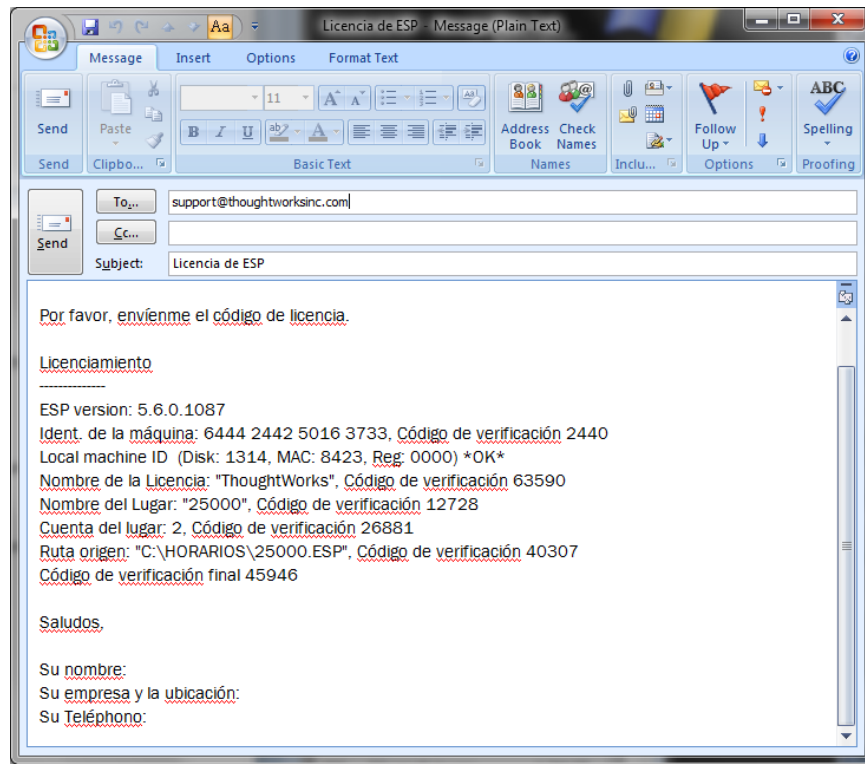 Aa
Licencia de ESP - Message (Plain Text)
Message Insert Options Format Text
Send Paste 11 A A ABC
B I U ab A Address Book Check Names Follow Up Spelling
Send Clipbo... Basic Text Names Inclu... Options Proofing
To... support@thoughtworksinc.com
Send Cc...
Subject: Licencia de ESP
Por favor, envíenme el código de licencia.
Licenciamiento
--------------
ESP version: 5.6.0.1087
Ident. de la máquina: 6444 2442 5016 3733, Código de verificación 2440
Local machine ID (Disk: 1314, MAC: 8423, Reg: 0000) *OK*
Nombre de la Licencia: "ThoughtWorks", Código de verificación 63590
Nombre del Lugar: "25000", Código de verificación 12728
Cuenta del lugar: 2, Código de verificación 26881
Ruta origen: "C:\HORARIOS\25000.ESP", Código de verificación 40307
Código de verificación final 45946
Saludos,
Su nombre:
Su empresa y la ubicación:
Su Teléphono: